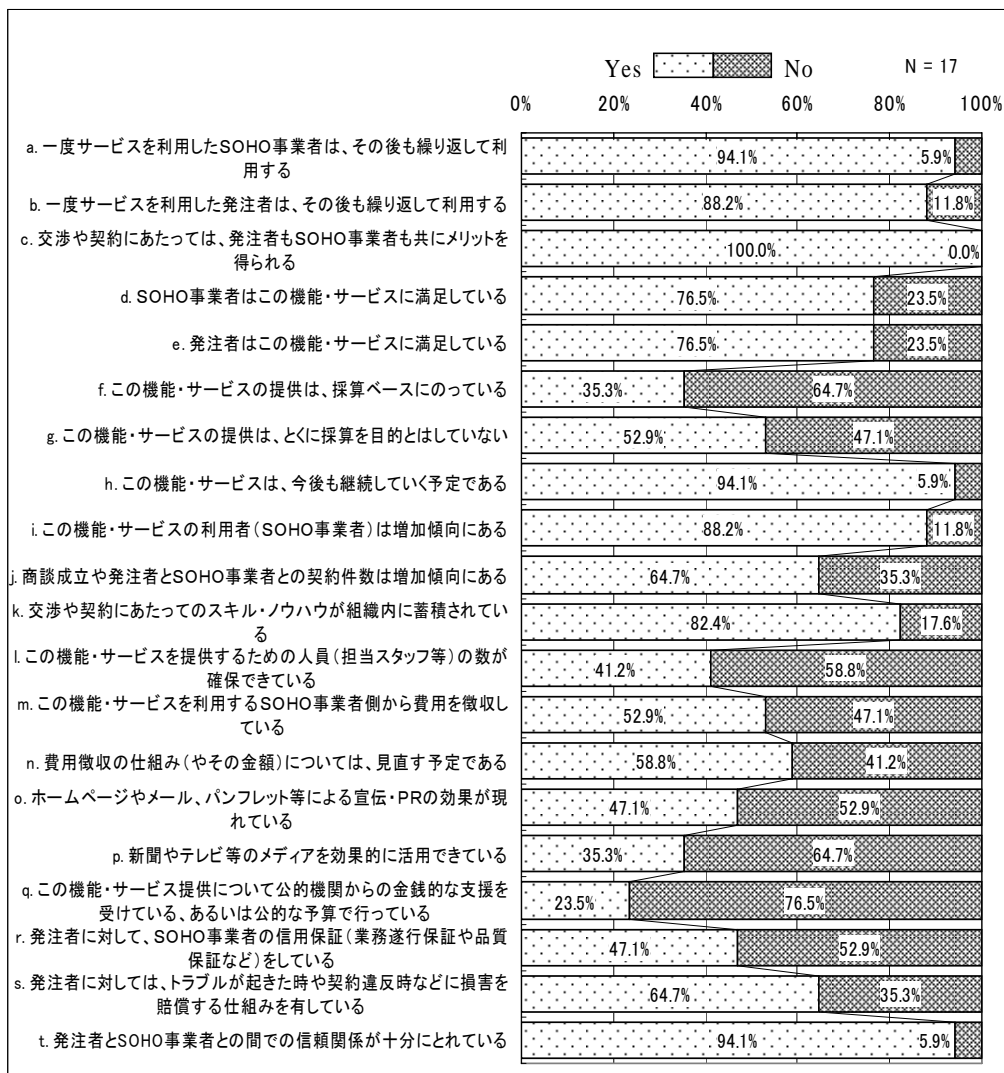 Yes No N = 17
0% 20% 40% 60% 80% 100%
a. 一度サービスを利用したSOHO事業者は、その後も繰り返して利
用する
94.1% 5.9%
b. 一度サービスを利用した発注者は、その後も繰り返して利用する
88.2% 11.8%
c. 交渉や契約にあたっては、発注者もSOHO事業者も共にメリットを
得られる
100.0% 0.0%
d. SOHO事業者はこの機能・サービスに満足している
76.5% 23.5%
e. 発注者はこの機能・サービスに満足している
76.5% 23.5%
f. この機能・サービスの提供は、採算ベースにのっている
35.3% 64.7%
g. この機能・サービスの提供は、とくに採算を目的とはしていない
52.9% 47.1%
h. この機能・サービスは、今後も継続していく予定である
94.1% 5.9%
i. この機能・サービスの利用者(SOHO事業者)は増加傾向にある
88.2% 11.8%
j. 商談成立や発注者とSOHO事業者との契約件数は増加傾向にある
64.7% 35.3%
k. 交渉や契約にあたってのスキル・ノウハウが組織内に蓄積されてい
る
82.4% 17.6%
l. この機能・サービスを提供するための人員(担当スタッフ等)の数が
確保できている
41.2% 58.8%
m. この機能・サービスを利用するSOHO事業者側から費用を徴収し
ている
52.9% 47.1%
n. 費用徴収の仕組み(やその金額)については、見直す予定である
58.8% 41.2%
o. ホームページやメール、パンフレット等による宣伝・PRの効果が現
れている
47.1% 52.9%
p. 新聞やテレビ等のメディアを効果的に活用できている
35.3% 64.7%
q. この機能・サービス提供について公的機関からの金銭的な支援を
受けている、あるいは公的な予算で行っている
23.5% 76.5%
r. 発注者に対して、SOHO事業者の信用保証(業務遂行保証や品質
保証など)をしている
47.1% 52.9%
s. 発注者に対しては、トラブルが起きた時や契約違反時などに損害を
賠償する仕組みを有している
64.7% 35.3%
t. 発注者とSOHO事業者との間での信頼関係が十分にとれている
94.1% 5.9%